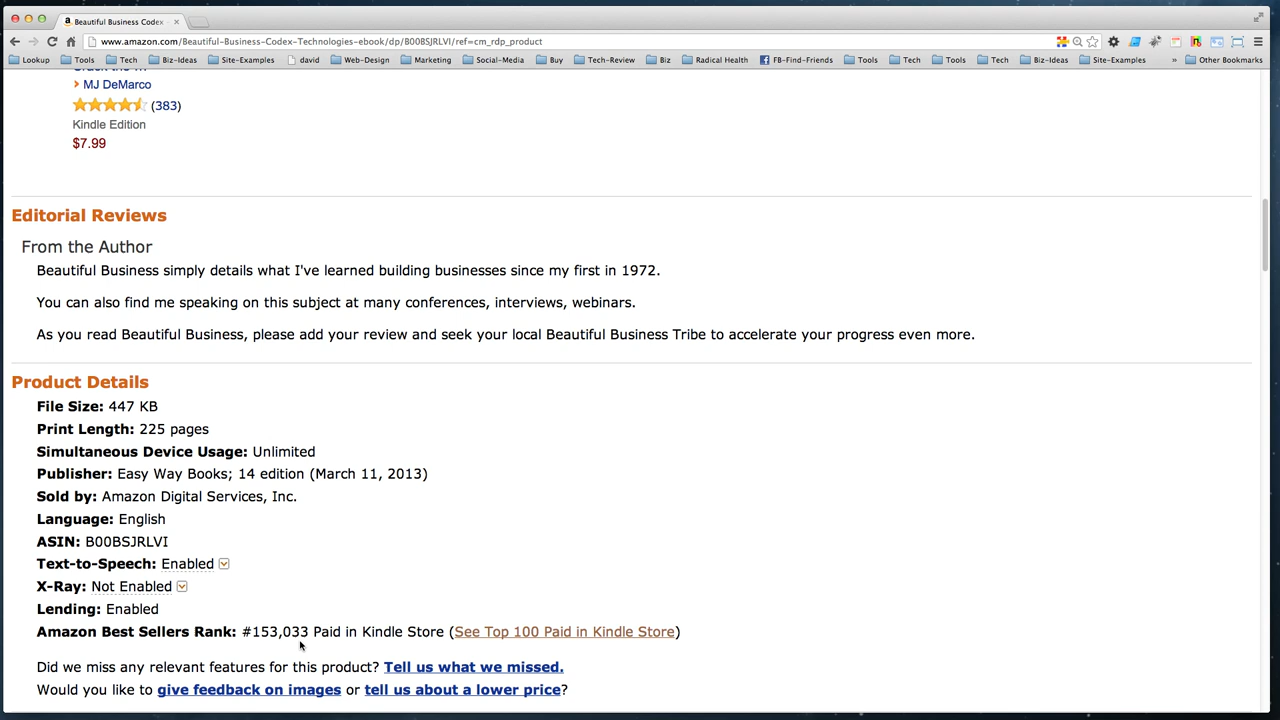 Beautiful Business Codex
www.amazon.com/Beautiful-Business-Codex-Technologies-ebook/dp/B00BSJRLVI/ref=cm_rdp_product
Lookup Tools Tech Biz-Ideas Site-Examples david Web-Design Marketing Social-Media Buy Tech-Review Biz Radical Health FB-Find-Friends Tools Tech Tools Tech Biz-Ideas Site-Examples » Other Bookmarks
MJ DeMarco
(383)
Kindle Edition
$7.99
Editorial Reviews
From the Author
Beautiful Business simply details what I've learned building businesses since my first in 1972.
You can also find me speaking on this subject at many conferences, interviews, webinars.
As you read Beautiful Business, please add your review and seek your local Beautiful Business Tribe to accelerate your progress even more.
Product Details
File Size: 447 KB
Print Length: 225 pages
Simultaneous Device Usage: Unlimited
Publisher: Easy Way Books; 14 edition (March 11, 2013)
Sold by: Amazon Digital Services, Inc.
Language: English
ASIN: B00BSJRLVI
Text-to-Speech: Enabled
X-Ray: Not Enabled
Lending: Enabled
Amazon Best Sellers Rank: #153,033 Paid in Kindle Store (See Top 100 Paid in Kindle Store)
Did we miss any relevant features for this product? Tell us what we missed.
Would you like to give feedback on images or tell us about a lower price?